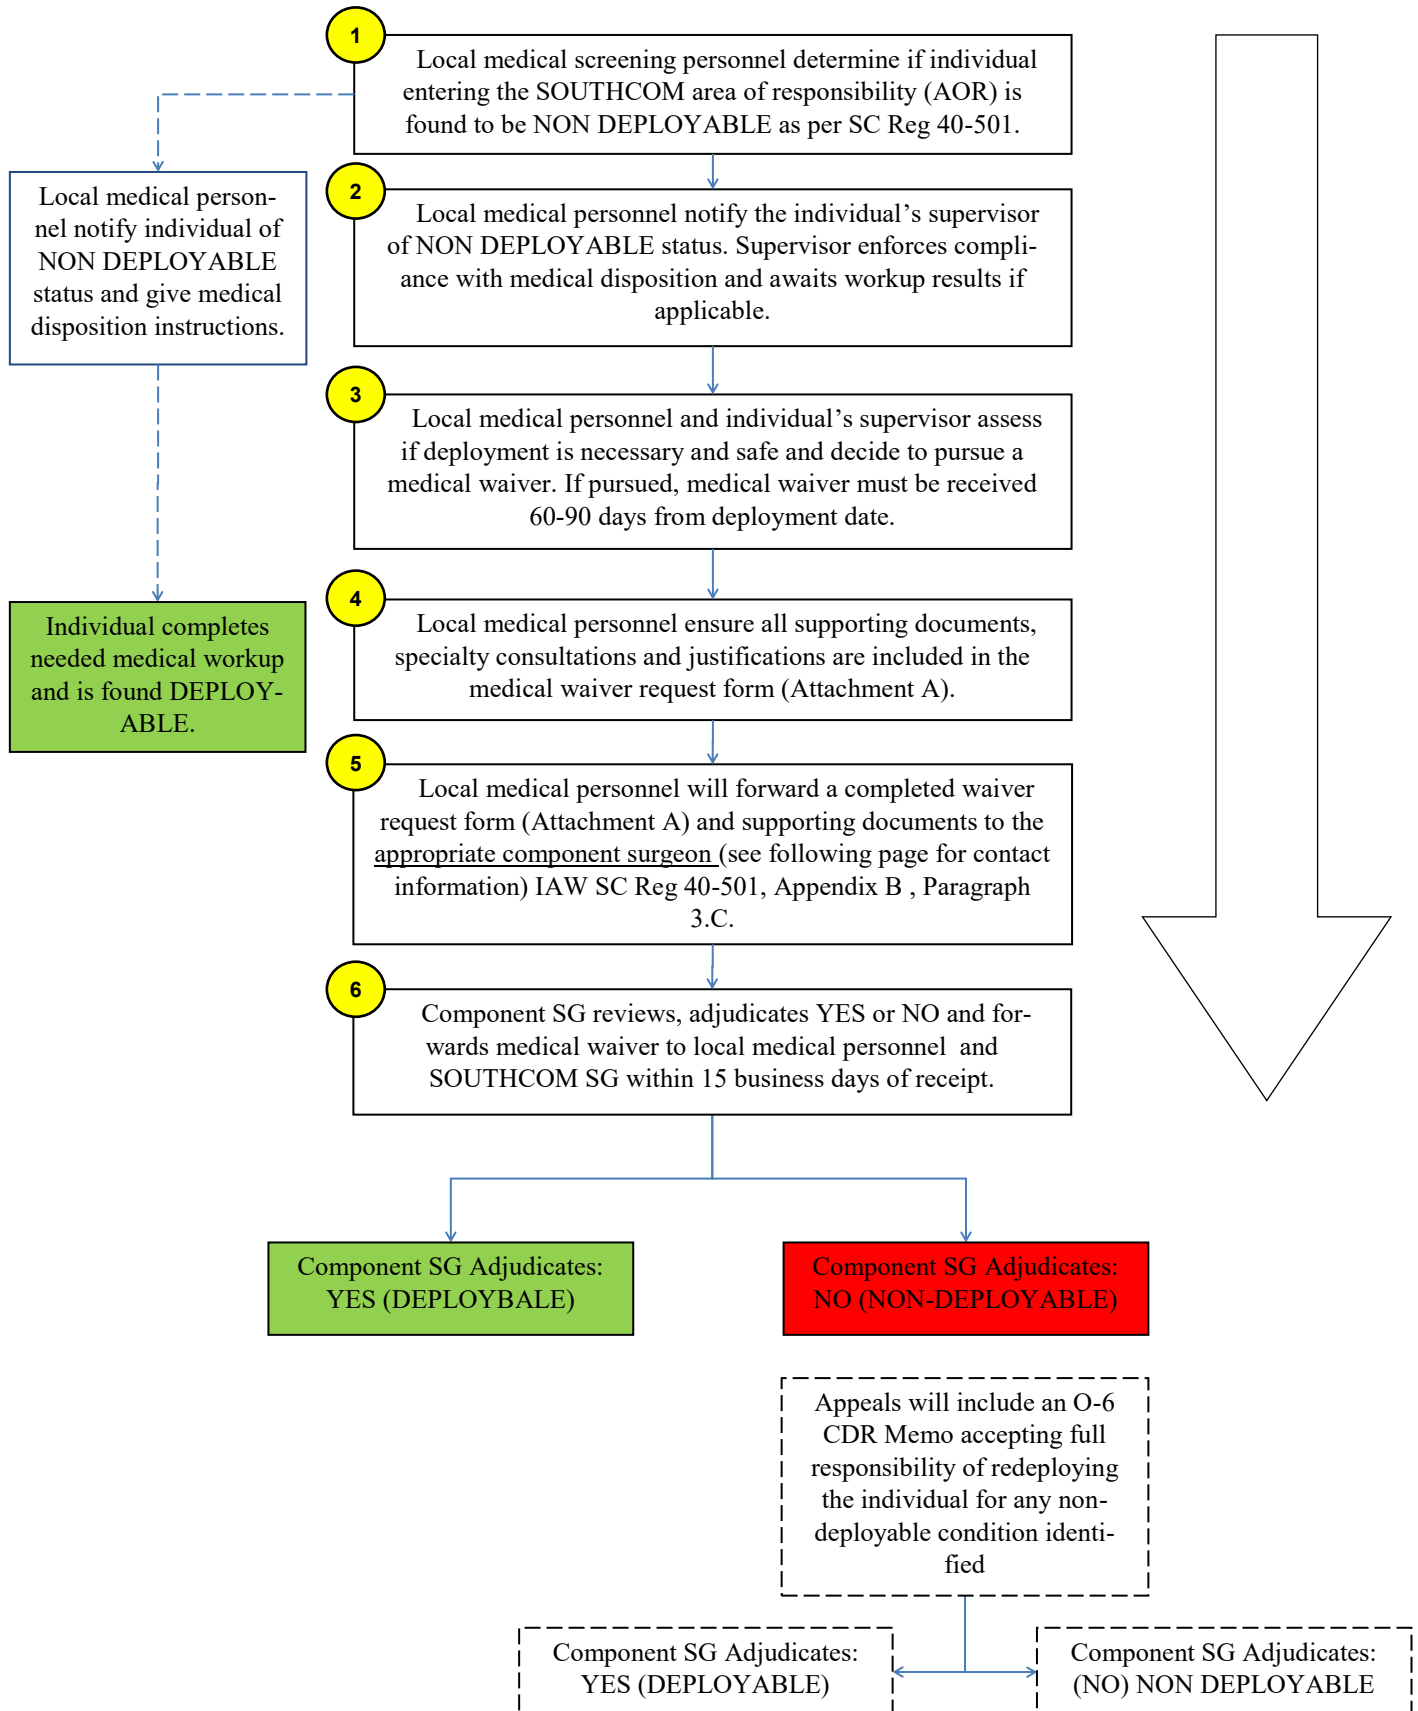 1
Local medical screening personnel determine if individual
entering the SOUTHCOM area of responsibility (AOR) is
found to be NON DEPLOYABLE as per SC Reg 40-501.
Local medical person-
nel notify individual of
NON DEPLOYABLE
status and give medical
disposition instructions.
2
Local medical personnel notify the individual’s supervisor
of NON DEPLOYABLE status. Supervisor enforces compli-
ance with medical disposition and awaits workup results if
applicable.
3
Local medical personnel and individual’s supervisor assess
if deployment is necessary and safe and decide to pursue a
medical waiver. If pursued, medical waiver must be received
60-90 days from deployment date.
Individual completes
needed medical workup
and is found DEPLOY-
ABLE.
4
Local medical personnel ensure all supporting documents,
specialty consultations and justifications are included in the
medical waiver request form (Attachment A).
5
Local medical personnel will forward a completed waiver
request form (Attachment A) and supporting documents to the
appropriate component surgeon (see following page for contact
information) IAW SC Reg 40-501, Appendix B , Paragraph
3.C.
6
Component SG reviews, adjudicates YES or NO and for-
wards medical waiver to local medical personnel and
SOUTHCOM SG within 15 business days of receipt.
Component SG Adjudicates:
YES (DEPLOYBALE)
Component SG Adjudicates:
NO (NON-DEPLOYABLE)
Appeals will include an O-6
CDR Memo accepting full
responsibility of redeploying
the individual for any non-
deployable condition identi-
fied
Component SG Adjudicates:
YES (DEPLOYABLE)
Component SG Adjudicates:
(NO) NON DEPLOYABLE